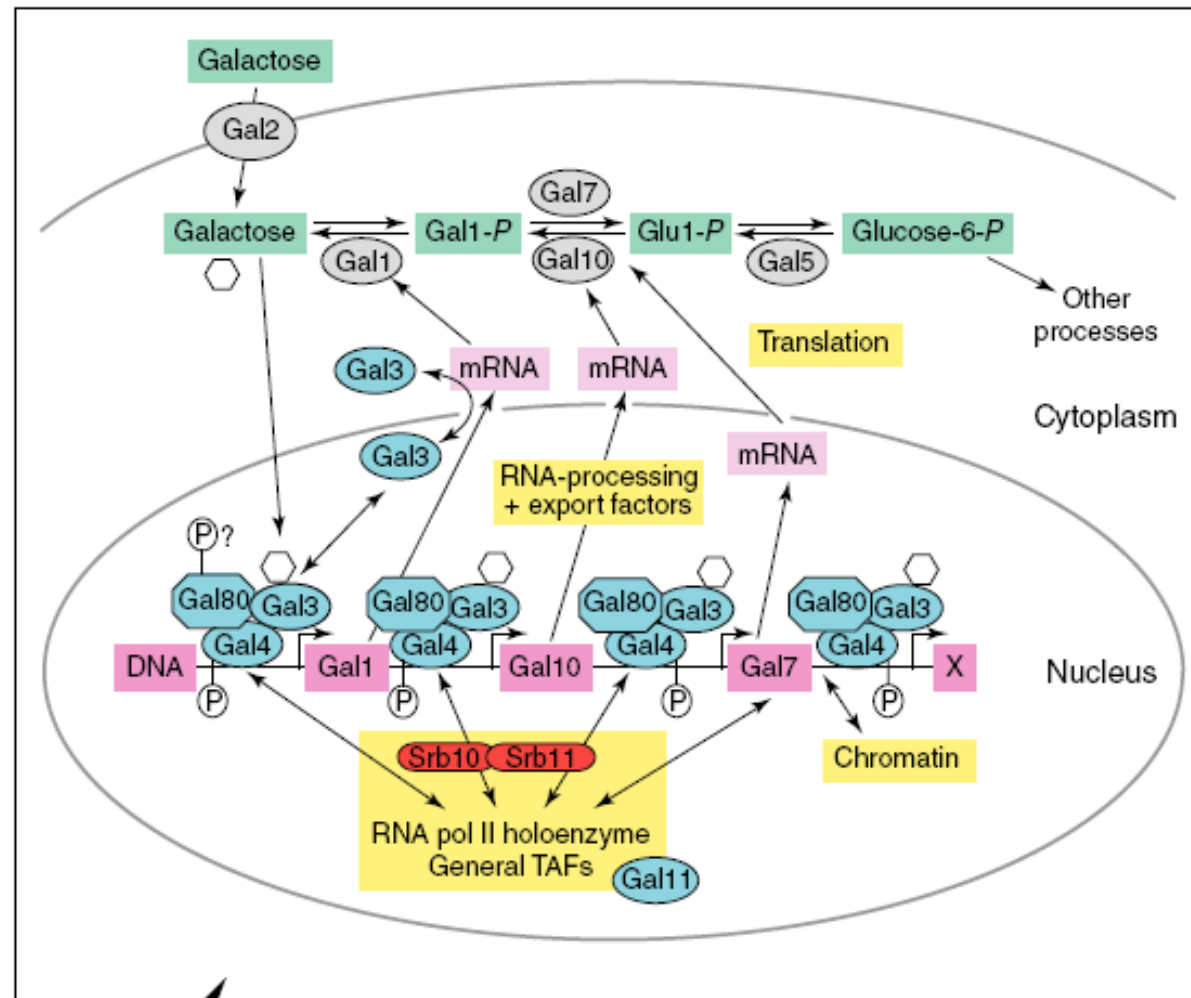 Galactose
Gal2
Gal7
Galactose
Gal1-P
Glu1-P
Glucose-6-P
Gal1
Gal10
Gal5
Other
processes
Translation
Gal3
mRNA
mRNA
Cytoplasm
Gal3
mRNA
RNA-processing
+ export factors
P ?
Gal80
Gal3
Gal80
Gal3
Gal80
Gal3
Gal80
Gal3
Gal4
Gal4
Gal4
Gal4
DNA
Gal1
Gal10
Gal7
X
Nucleus
P
P
P
P
Srb10
Srb11
Chromatin
RNA pol II holoenzyme
General TAFs
Gal11